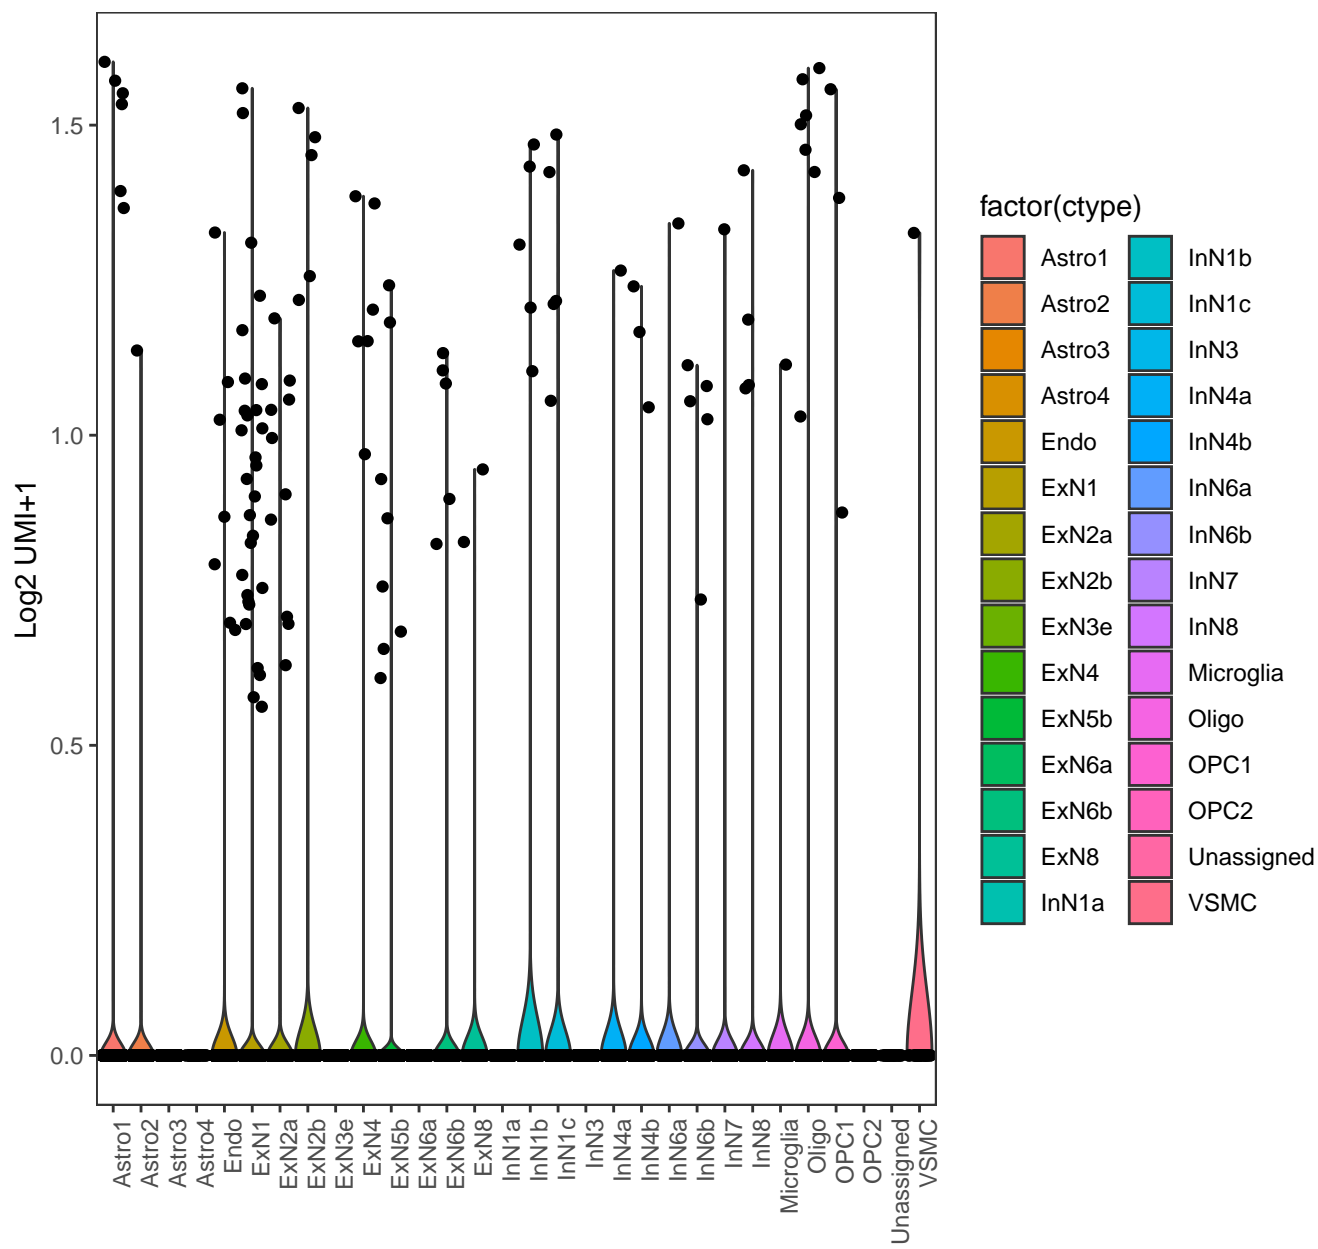 Log2 UMI+1
1.5
1.0
0.5
0.0
Astro1
Astro2
Astro3
Astro4
Endo
ExN1
ExN2a
ExN2b
ExN3e
ExN4
ExN5b
ExN6a
ExN6b
ExN8
InN1a
InN1b
InN1c
InN3
InN4a
InN4b
InN6a
InN6b
InN7
InN8
Microglia
Oligo
OPC1
OPC2
Unassigned
VSMC
factor(ctype)
Astro1
Astro2
Astro3
Astro4
Endo
ExN1
ExN2a
ExN2b
ExN3e
ExN4
ExN5b
ExN6a
ExN6b
ExN8
InN1a
InN1b
InN1c
InN3
InN4a
InN4b
InN6a
InN6b
InN7
InN8
Microglia
Oligo
OPC1
OPC2
Unassigned
VSMC